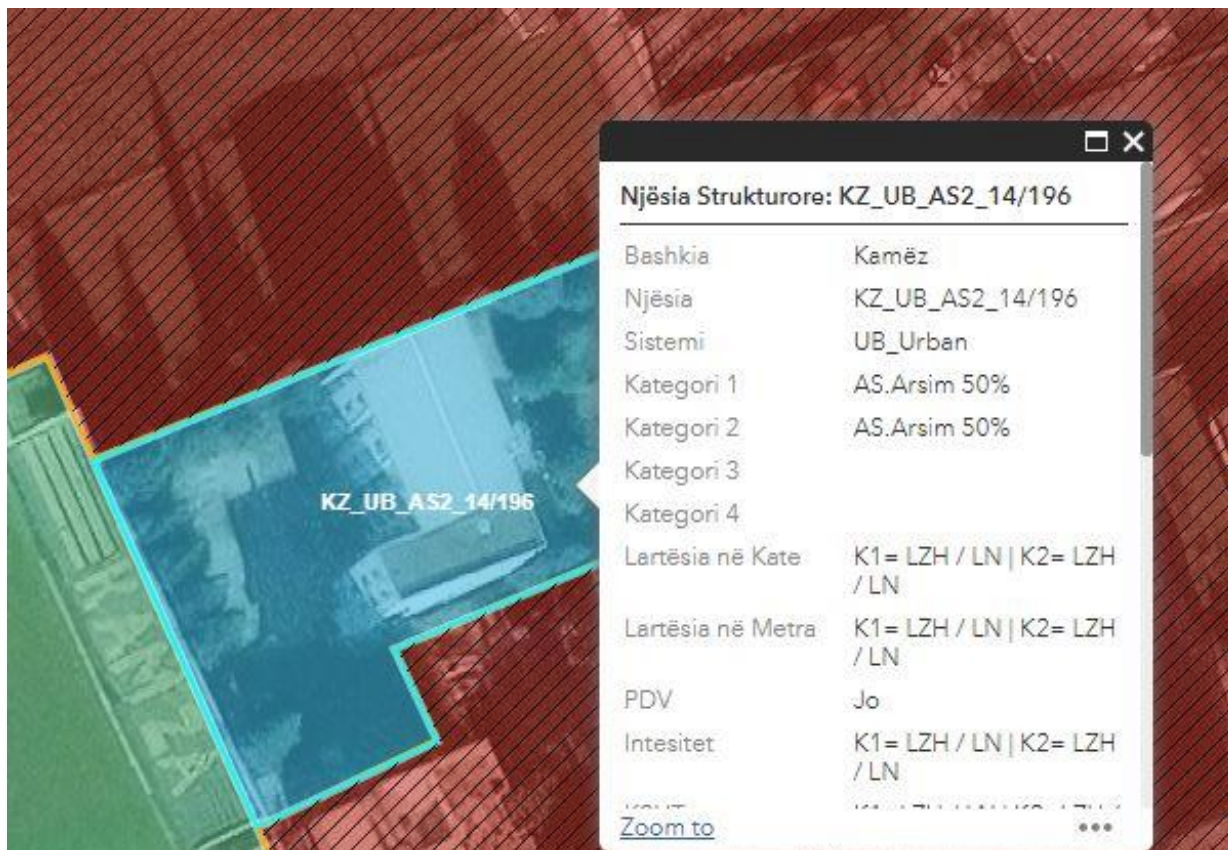 Njësia Strukturore: KZ_UB_AS2_14/196
Bashkia Kamëz
Njësia KZ_UB_AS2_14/196
Sistemi UB_Urban
Kategori 1 AS.Arsim 50%
Kategori 2 AS.Arsim 50%
Kategori 3
Kategori 4
Lartësia në Kate K1= LZH / LN | K2= LZH
/ LN
Lartësia në Metra K1= LZH / LN | K2= LZH
/ LN
PDV Jo
Intesitet K1= LZH / LN | K2= LZH
/ LN
Zoom to
KZ_UB_AS2_14/196